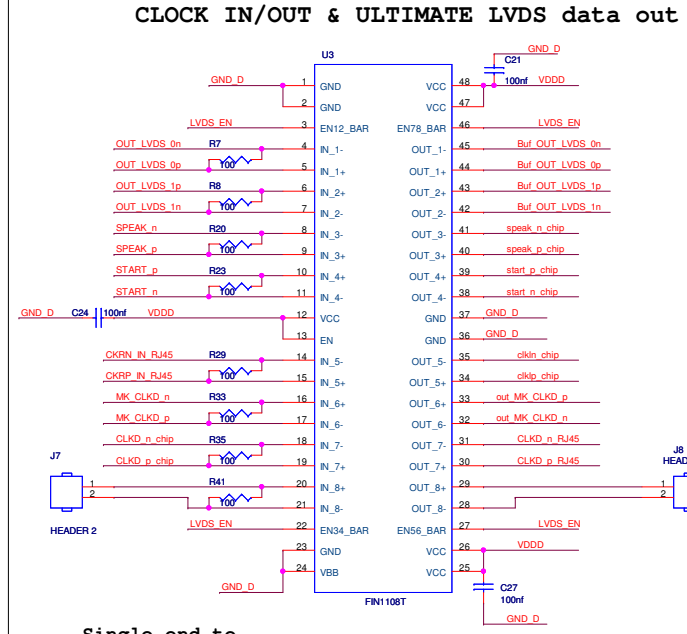 CLOCK IN/OUT & ULTIMATE LVDS data out
U3
GND_D
C21
100nf
VDDD
GND_D
1 GND VCC 48
2 GND VCC 47
LVDS_EN 3 EN12_BAR EN78_BAR 46 LVDS_EN
OUT_LVDS_0n R7 4 IN_1- OUT_1- 45 Buf_OUT_LVDS_0n
OUT_LVDS_0p 100 5 IN_1+ OUT_1+ 44 Buf_OUT_LVDS_0p
OUT_LVDS_1p R8 6 IN_2+ OUT_2+ 43 Buf_OUT_LVDS_1p
OUT_LVDS_1n 100 7 IN_2- OUT_2- 42 Buf_OUT_LVDS_1n
SPEAK_n R20 8 IN_3- OUT_3- 41 speak_n_chip
SPEAK_p 100 9 IN_3+ OUT_3+ 40 speak_p_chip
START_p R23 10 IN_4+ OUT_4+ 39 start_p_chip
START_n 100 11 IN_4- OUT_4- 38 start_n_chip
GND_D C24 100nf VDDD 12 VCC GND 37 GND_D
13 EN GND 36 GND_D
CKRN_IN_RJ45 R29 14 IN_5- OUT_5- 35 clkIn_chip
CKRP_IN_RJ45 100 15 IN_5+ OUT_5+ 34 clkIp_chip
MK_CLKD_n R33 16 IN_6+ OUT_6+ 33 out_MK_CLKD_p
MK_CLKD_p 100 17 IN_6- OUT_6- 32 out_MK_CLKD_n
CLKD_n_chip R35 18 IN_7- OUT_7- 31 CLKD_n_RJ45
CLKD_p_chip 100 19 IN_7+ OUT_7+ 30 CLKD_p_RJ45
J7 1 R41 20 IN_8+ OUT_8+ 29 1 J8
2 100 21 IN_8- OUT_8- 28 2 HEAD
HEADER 2
LVDS_EN 22 EN34_BAR EN56_BAR 27 LVDS_EN
23 GND VCC 26 VDDD
24 VBB VCC 25
GND_D
C27
100nf
FIN1108T
GND_D
Single end to